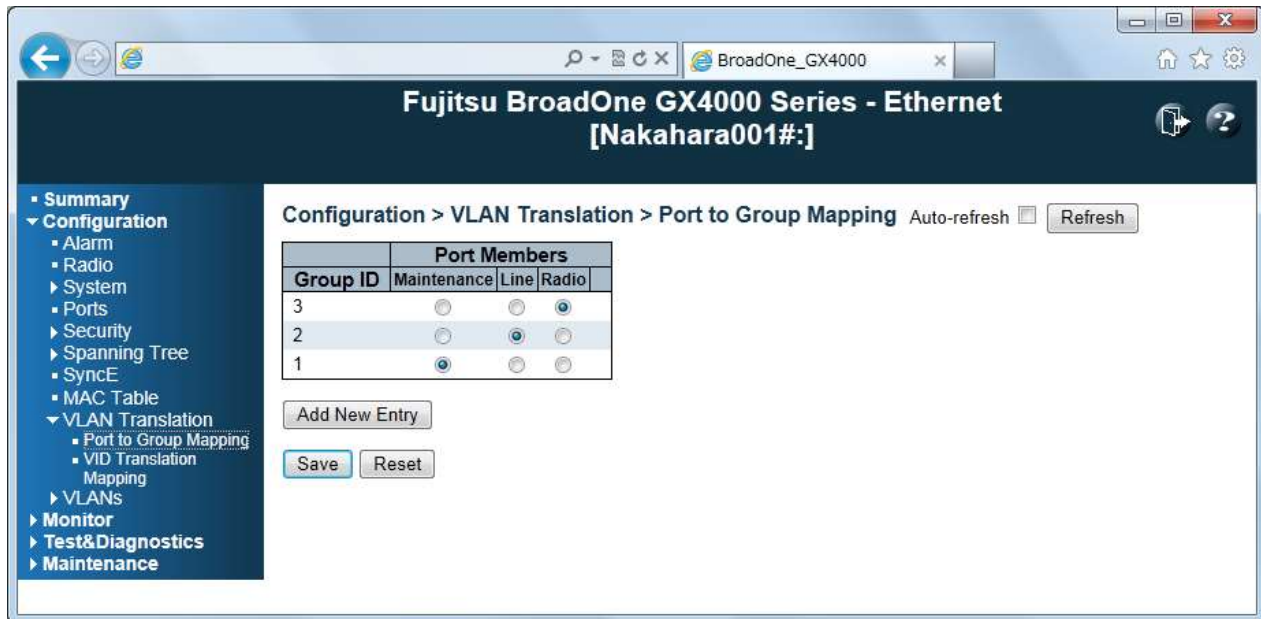 BroadOne_GX4000
Fujitsu BroadOne GX4000 Series - Ethernet
[Nakahara001#:]
Summary
Configuration
Alarm
Radio
System
Ports
Security
Spanning Tree
SyncE
MAC Table
VLAN Translation
Port to Group Mapping
VID Translation
Mapping
VLANs
Monitor
Test&Diagnostics
Maintenance
Configuration > VLAN Translation > Port to Group Mapping Auto-refresh Refresh
Port Members
Group ID Maintenance Line Radio
3
2
1
Add New Entry
Save Reset